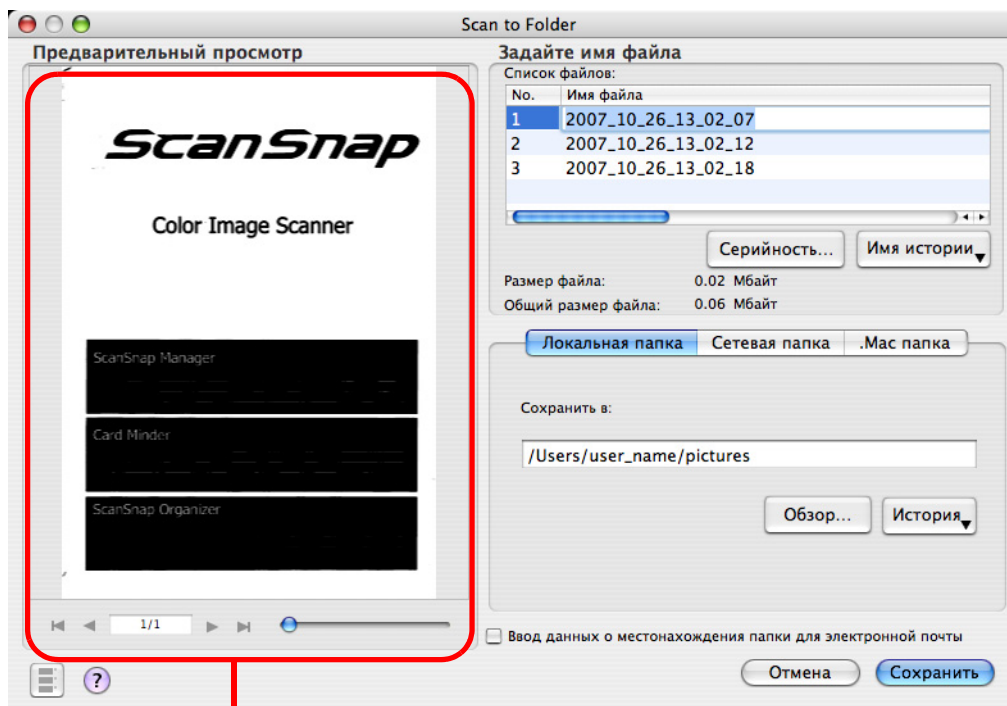 Scan to Folder
Предварительный просмотр
ScanSnap
Color Image Scanner
ScanSnap Manager
Card Minder
ScanSnap Organizer
1/1
?
Задайте имя файла
Список файлов:
No. Имя файла
1 2007_10_26_13_02_07
2 2007_10_26_13_02_12
3 2007_10_26_13_02_18
Серийность... Имя истории
Размер файла: 0.02 Мбайт
Общий размер файла: 0.06 Мбайт
Локальная папка Сетевая папка .Mac папка
Сохранить в:
/Users/user_name/pictures
Обзор... История
Ввод данных о местонахождения папки для электронной почты
Отмена Сохранить